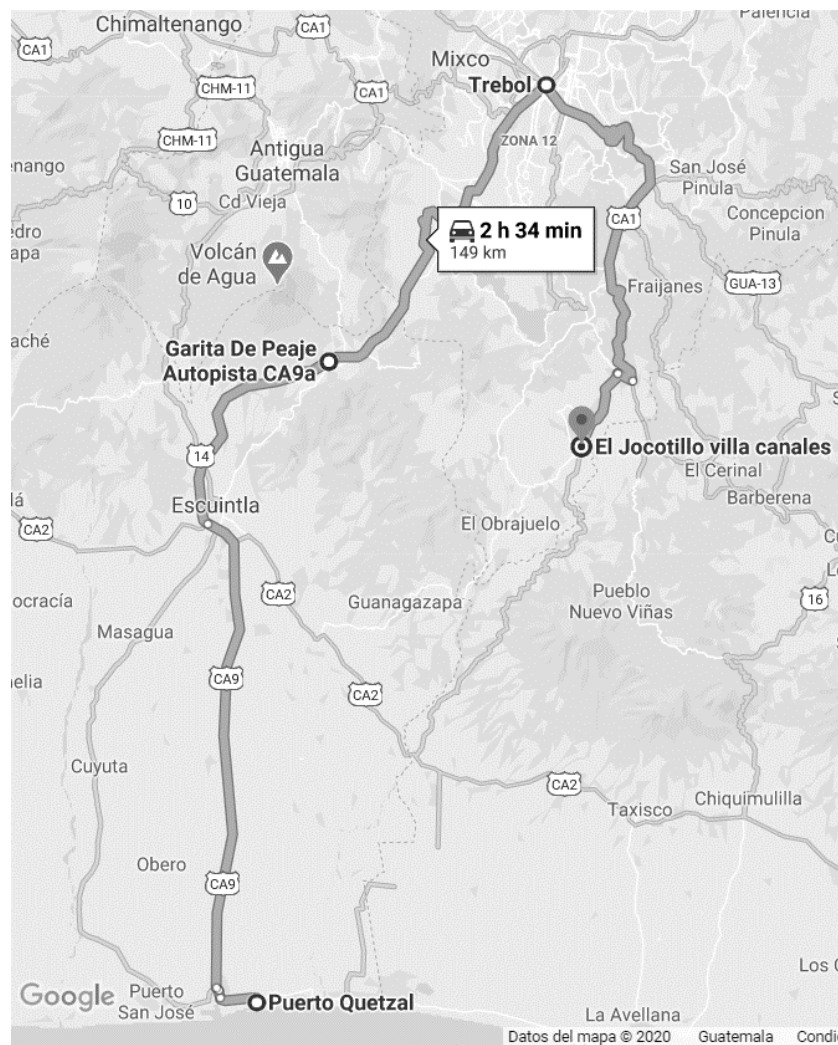 Chimaltenango
CA1
CA1
Mixco
Palencia
CHM-11
CA1
Trebol
CHM-11
Antigua
Guatemala
ZONA 12
enango
10
Cd Vieja
San José
Pinula
CA1
Concepcion
Pinula
edro
apa
Volcán
de Agua
2 h 34 min
149 km
GUA-13
Fraijanes
aché
Garita De Peaje
Autopista CA9a
El Jocotillo villa canales
14
El Cerinal
Barberena
lá
CA2
Escuintla
El Obrajuelo
CA2
Guanagazapa
Pueblo
Nuevo Viñas
16
ocracía
Masagua
elia
CA9
CA2
Cuyuta
CA2
Taxisco
Chiquimulilla
Obero
CA9
Google
Puerto
San José
Puerto Quetzal
Los
La Avellana
Datos del mapa © 2020 Guatemala Condi